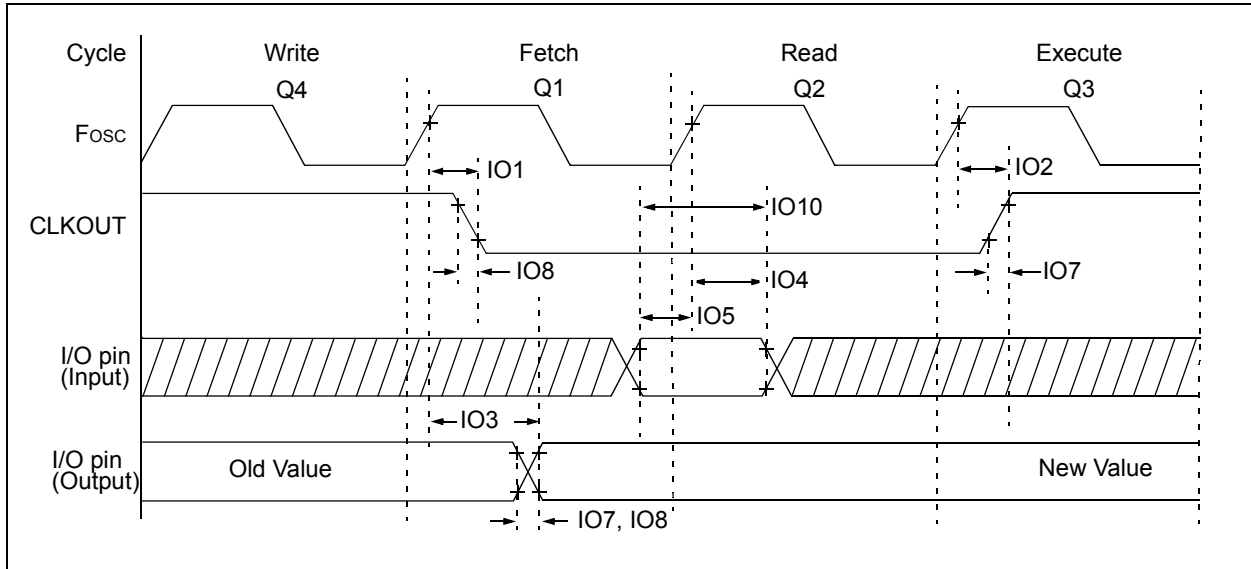 Cycle Write Fetch Read Execute
Q4 Q1 Q2 Q3
FOSC
IO1 IO2
CLKOUT
IO10
IO8 IO4 IO7
IO5
I/O pin
(Input)
IO3
I/O pin
(Output)
Old Value New Value
IO7, IO8